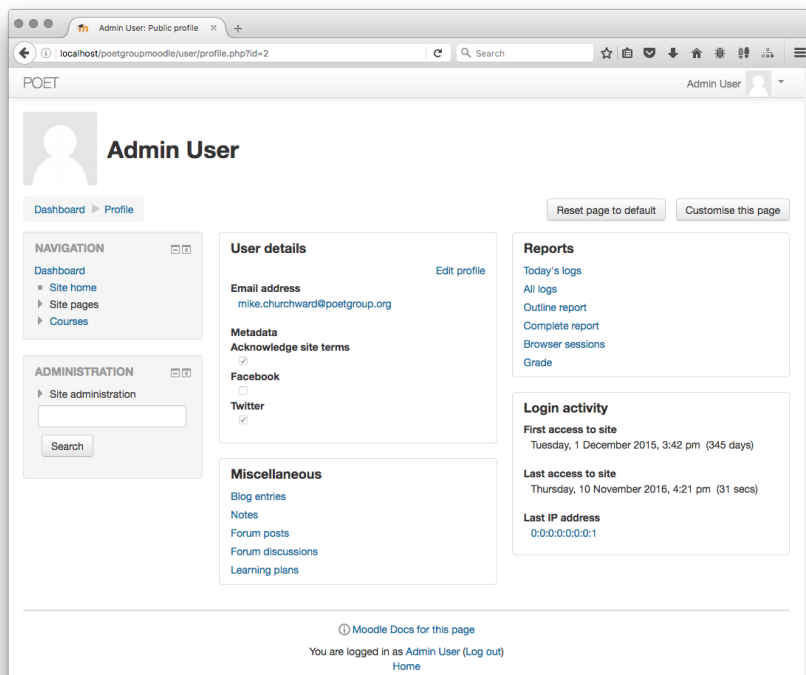 Admin User: Public profile
localhost/poetgroupmoodle/user/profile.php?id=2
Search
POET
Admin User
Admin User
Dashboard Profile
Reset page to default
Customise this page
NAVIGATION
Dashboard
Site home
Site pages
Courses
ADMINISTRATION
Site administration
Search
User details
Edit profile
Email address
mike.churchward@poetgroup.org
Metadata
Acknowledge site terms
Facebook
Twitter
Miscellaneous
Blog entries
Notes
Forum posts
Forum discussions
Learning plans
Reports
Today's logs
All logs
Outline report
Complete report
Browser sessions
Grade
Login activity
First access to site
Tuesday, 1 December 2015, 3:42 pm (345 days)
Last access to site
Thursday, 10 November 2016, 4:21 pm (31 secs)
Last IP address
0:0:0:0:0:0:0:1
Moodle Docs for this page
You are logged in as Admin User (Log out)
Home